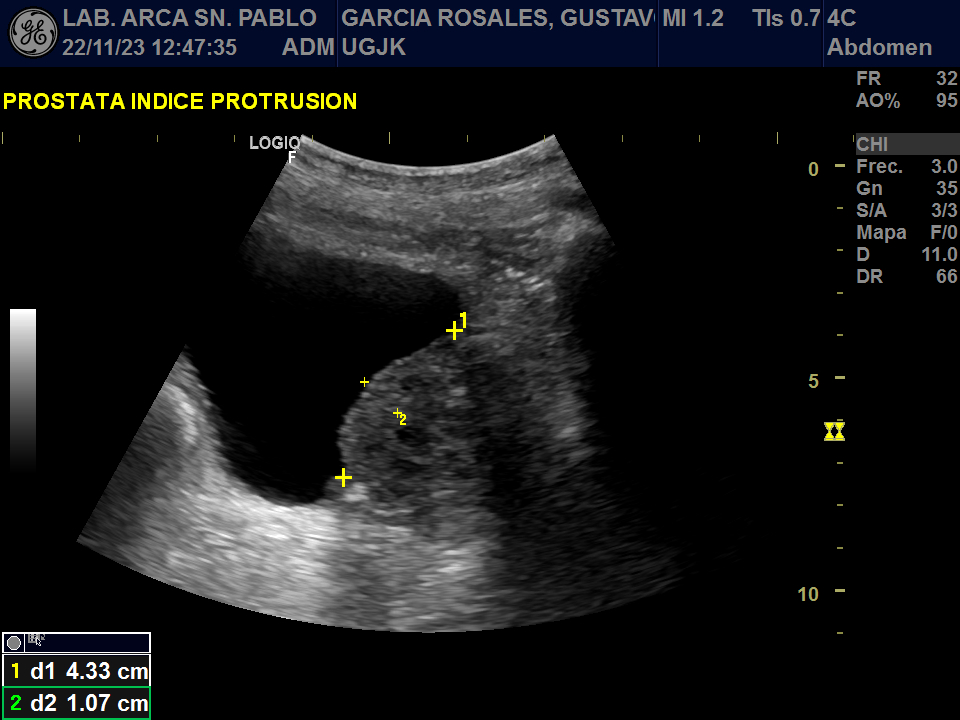 LAB. ARCA SN. PABLO GARCIA ROSALES, GUSTAV MI 1.2 TIs 0.7 4C
22/11/23 12:47:35 ADM UGJK Abdomen
FR 32
PROSTATA INDICE PROTRUSION
AO% 95
LOGIQ
F
CHI
Frec. 3.0
Gn 35
S/A 3/3
Mapa F/0
D 11.0
DR 66
0
1
5
2
10
1 d1 4.33 cm
2 d2 1.07 cm